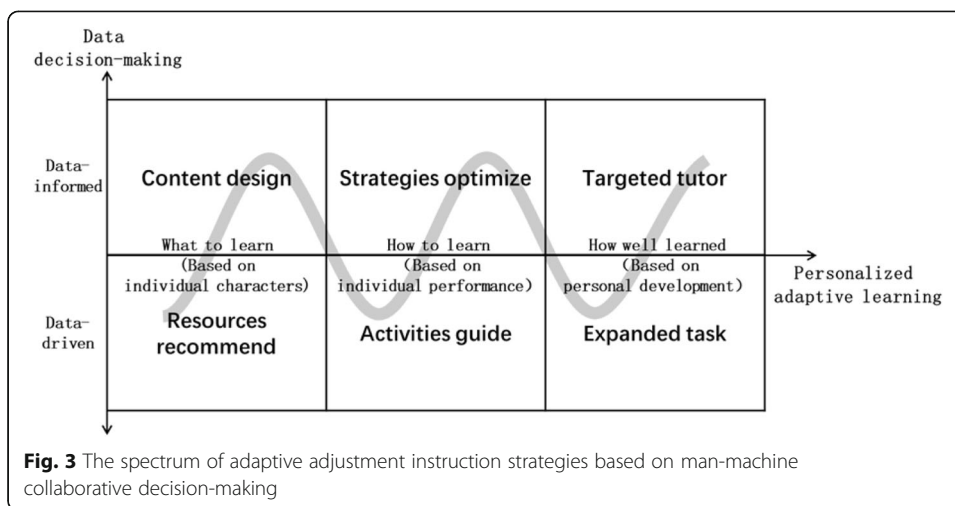 Data
decision-making
Data-
informed
Content design
Strategies optimize
Targeted tutor
What to learn
(Based on
individual characters)
How to learn
(Based on
individual performance)
How well learned
(Based on
personal development)
Personalized
adaptive learning
Data-
driven
Resources
recommend
Activities guide
Expanded task
Fig. 3 The spectrum of adaptive adjustment instruction strategies based on man-machine
collaborative decision-making